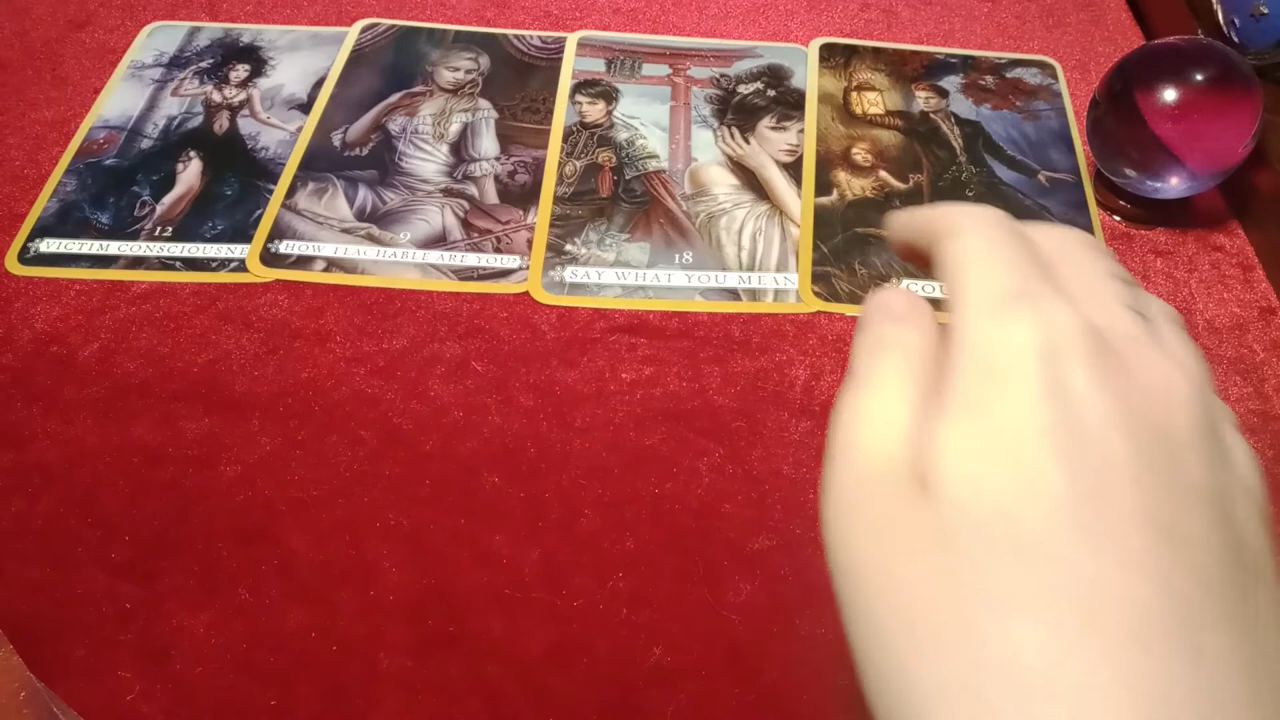 12
VICTIM CONSCIOUSNE
9
HOW TEACHABLE ARE YOU?
18
SAY WHAT YOU MEAN
COU